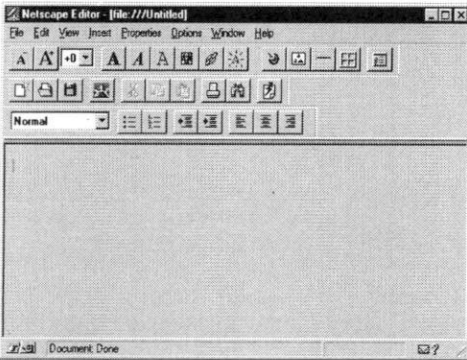 Netscape Editor - [file:///Untitled]
File Edit View Insert Properties Options Window Help
A A +0 A A A
Normal
Document: Done
?